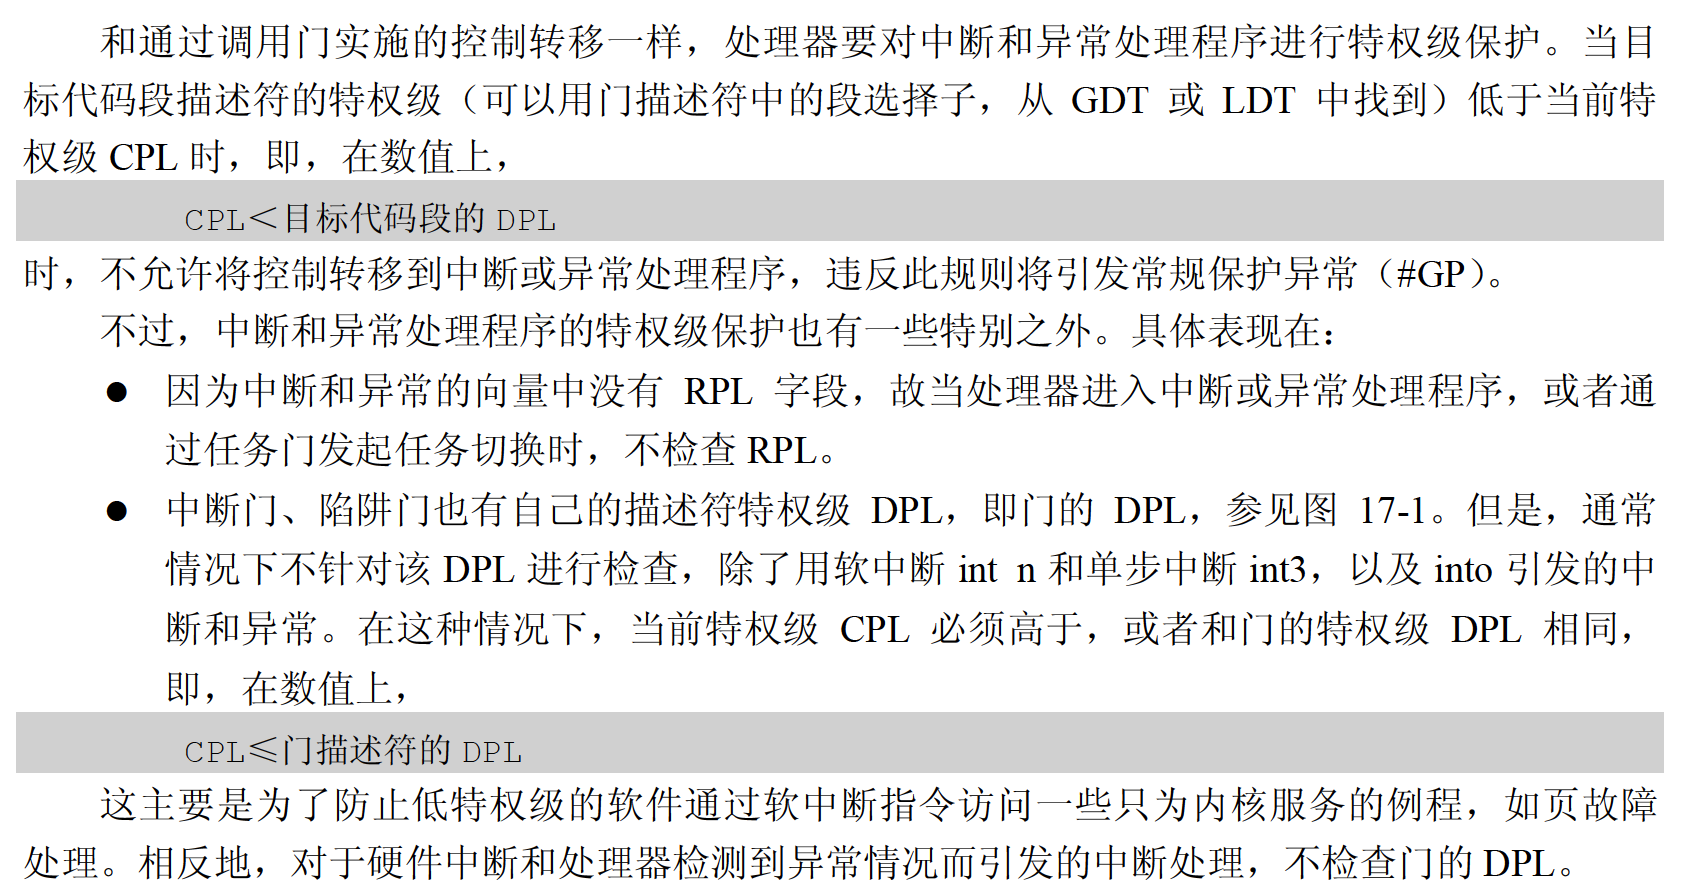 和通过调用门实施的控制转移一样，处理器要对中断和异常处理程序进行特权级保护。当目
标代码段描述符的特权级（可以用门描述符中的段选择子，从 GDT 或 LDT 中找到）低于当前特
权级 CPL 时，即，在数值上，
CPL＜目标代码段的 DPL
时，不允许将控制转移到中断或异常处理程序，违反此规则将引发常规保护异常（#GP）。
不过，中断和异常处理程序的特权级保护也有一些特别之外。具体表现在：
● 因为中断和异常的向量中没有 RPL 字段，故当处理器进入中断或异常处理程序，或者通
过任务门发起任务切换时，不检查 RPL。
● 中断门、陷阱门也有自己的描述符特权级 DPL，即门的 DPL，参见图 17-1。但是，通常
情况下不针对该 DPL 进行检查，除了用软中断 int n 和单步中断 int3，以及 into 引发的中
断和异常。在这种情况下，当前特权级 CPL 必须高于，或者和门的特权级 DPL 相同，
即，在数值上，
CPL≤门描述符的 DPL
这主要是为了防止低特权级的软件通过软中断指令访问一些只为内核服务的例程，如页故障
处理。相反地，对于硬件中断和处理器检测到异常情况而引发的中断处理，不检查门的 DPL。